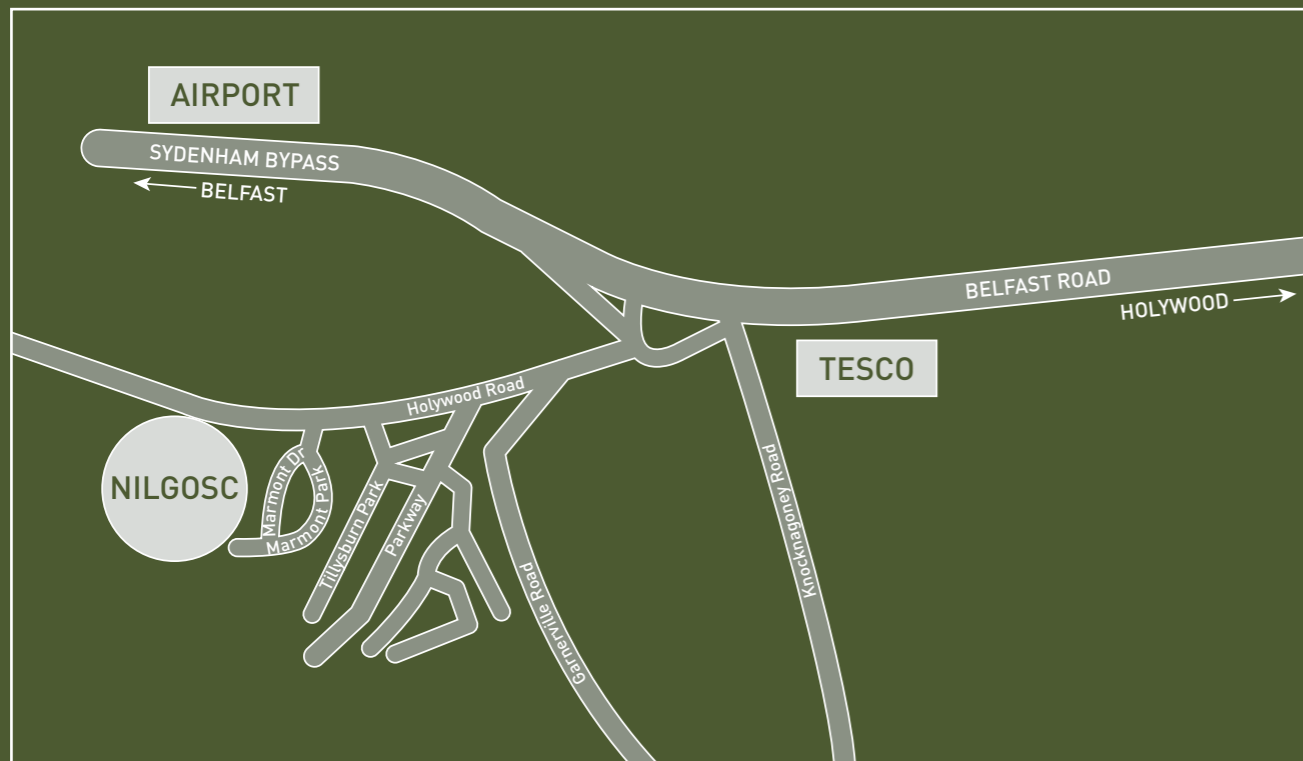 AIRPORT
SYDENHAM BYPASS
BELFAST
BELFAST ROAD
HOLYWOOD
TESCO
Holywood Road
NILGOSC
Marmont Dr
Marmont Park
Tillysburn Park
Parkway
Garnerville Road
Knocknagoney Road